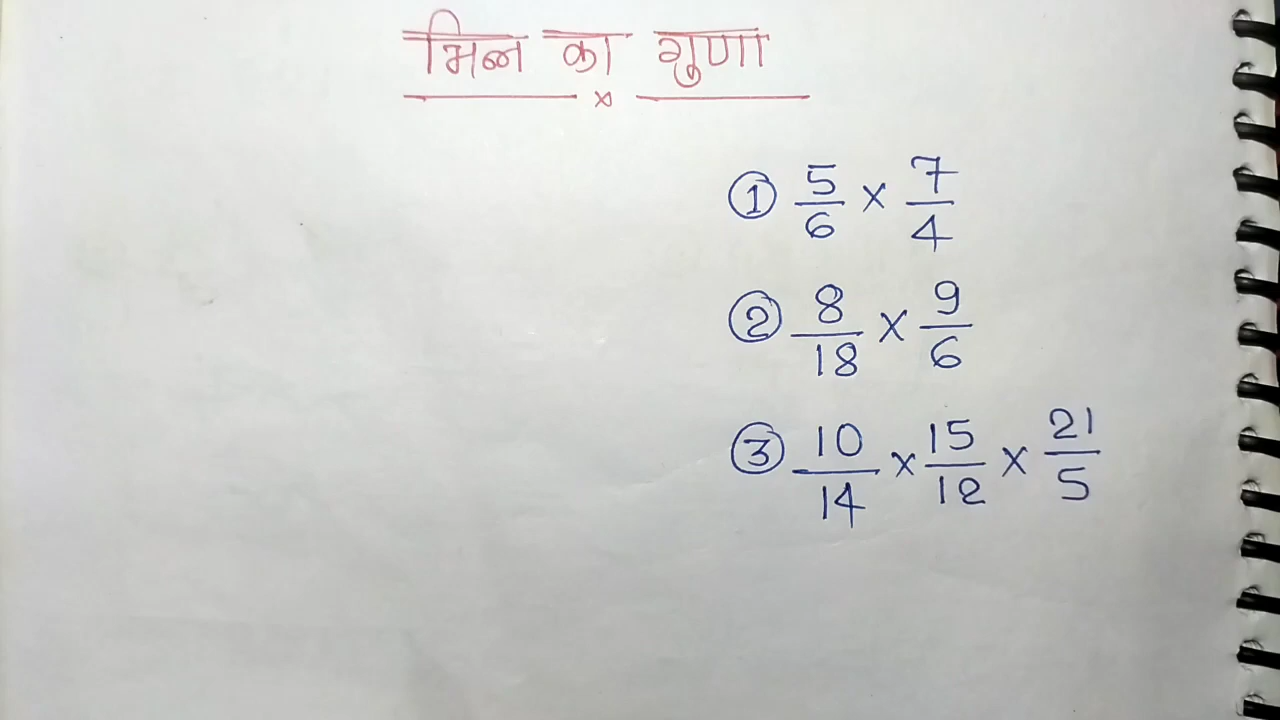 भिन्न का गुणा
×
① 5/6 × 7/4
② 8/18 × 9/6
③ 10/14 × 15/12 × 21/5